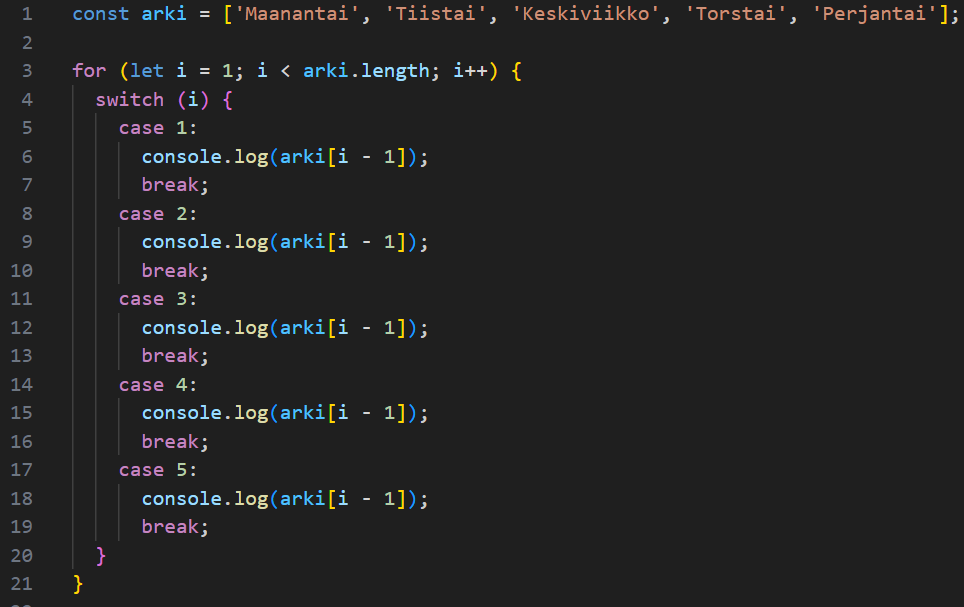 1 const arki = ['Maanantai', 'Tiistai', 'Keskiviikko', 'Torstai', 'Perjantai'];
2
3 for (let i = 1; i < arki.length; i++) {
4   switch (i) {
5     case 1:
6       console.log(arki[i - 1]);
7       break;
8     case 2:
9       console.log(arki[i - 1]);
10       break;
11     case 3:
12       console.log(arki[i - 1]);
13       break;
14     case 4:
15       console.log(arki[i - 1]);
16       break;
17     case 5:
18       console.log(arki[i - 1]);
19       break;
20   }
21 }